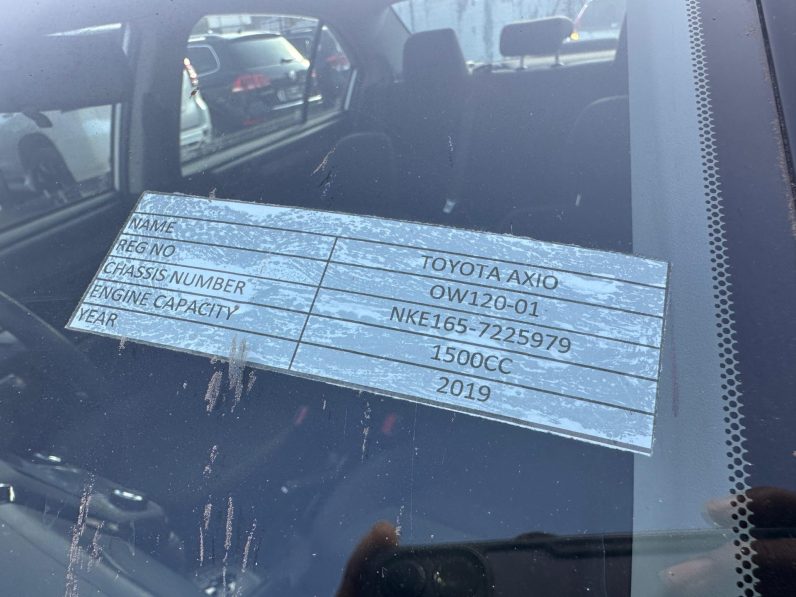 NAME TOYOTA AXIO
REG NO OW120-01
CHASSIS NUMBER NKE165-7225979
ENGINE CAPACITY 1500CC
YEAR 2019